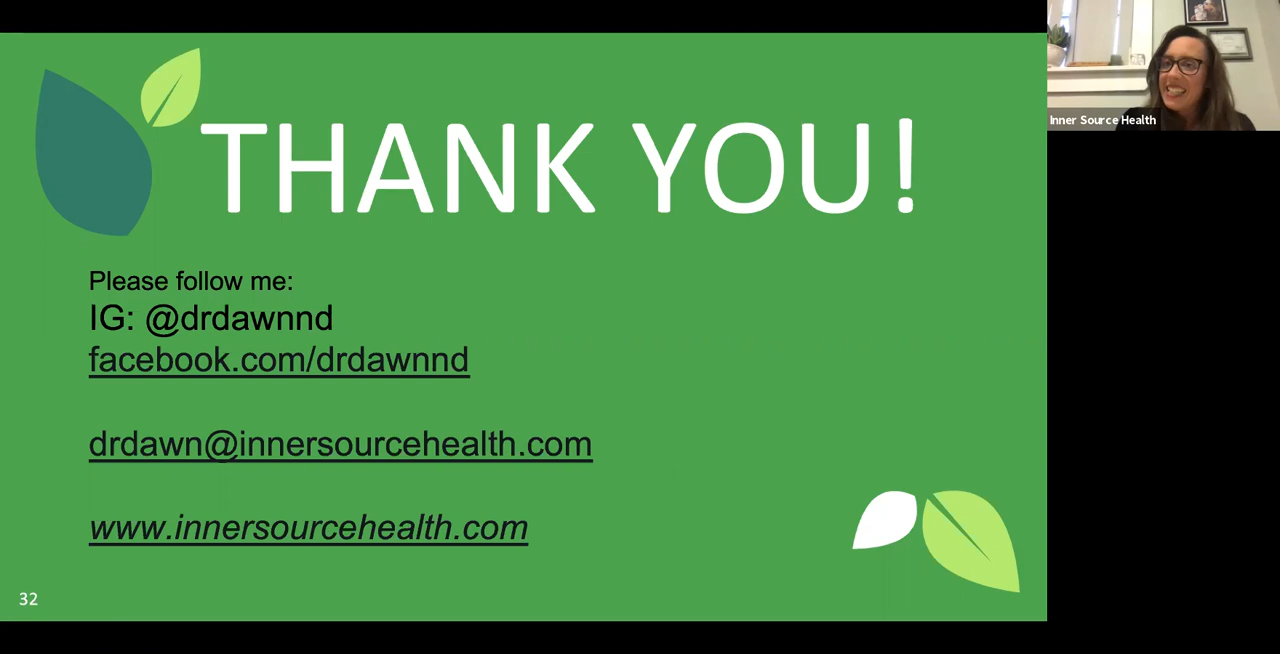 THANK YOU!
Please follow me:
IG: @drdawnnd
facebook.com/drdawnnd
drdawn@innersourcehealth.com
www.innersourcehealth.com
32
Inner Source Health